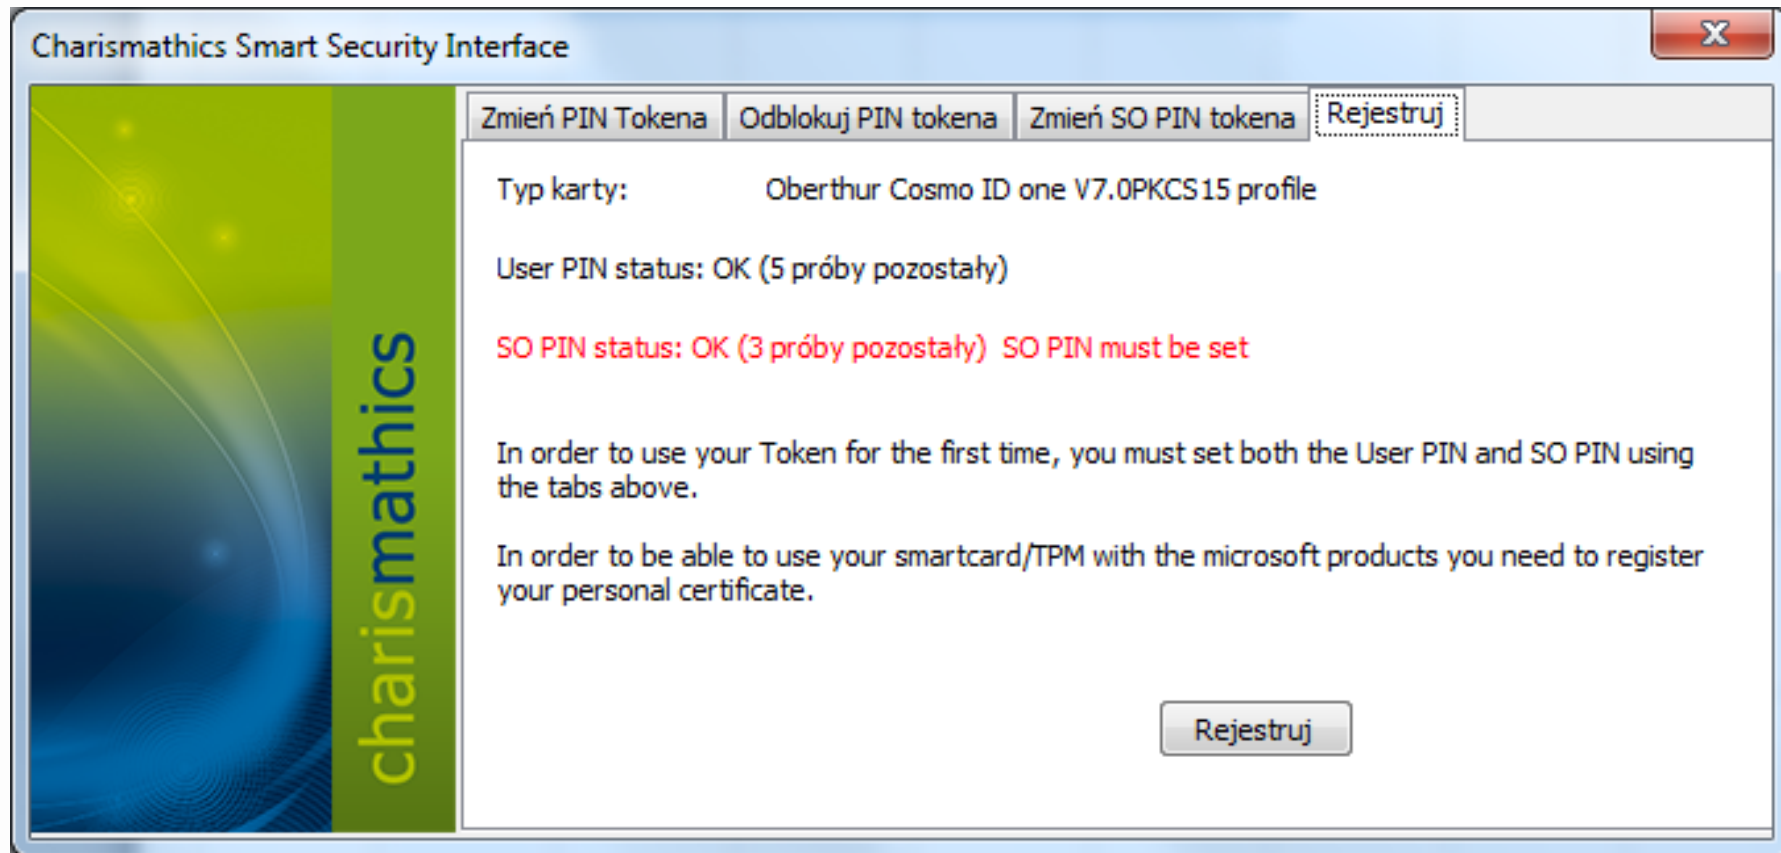 Charismathics Smart Security Interface
Zmień PIN Tokena Odblokuj PIN tokena Zmień SO PIN tokena Rejestruj
Typ karty: Oberthur Cosmo ID one V7.0PKCS15 profile
User PIN status: OK (5 próby pozostały)
SO PIN status: OK (3 próby pozostały) SO PIN must be set
In order to use your Token for the first time, you must set both the User PIN and SO PIN using
the tabs above.
In order to be able to use your smartcard/TPM with the microsoft products you need to register
your personal certificate.
Rejestruj
charismathics